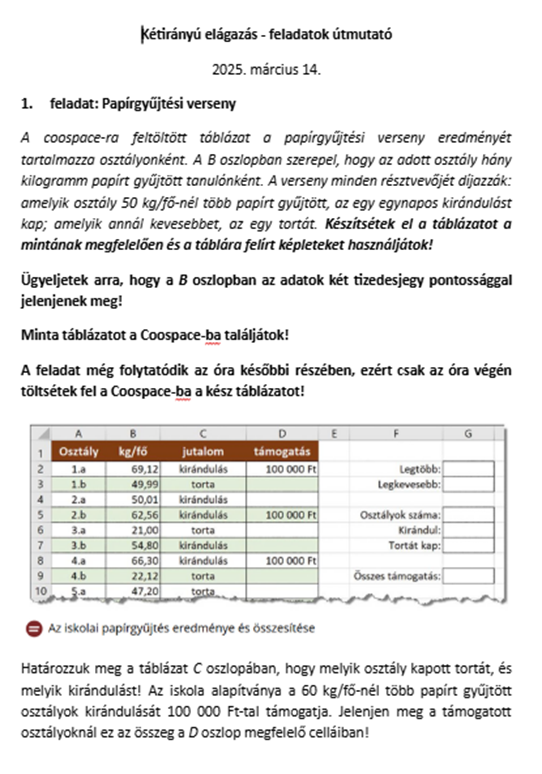 Kétirányú elágazás - feladatok útmutató
2025. március 14.
1. feladat: Papírgyűjtési verseny
A coospace-ra feltöltött táblázat a papírgyűjtési verseny eredményét
tartalmazza osztályonként. A B oszlopban szerepel, hogy az adott osztály hány
kilogramm papírt gyűjtött tanulónként. A verseny minden résztvevőjét díjazzák:
amelyik osztály 50 kg/fő-nél több papírt gyűjtött, az egy egynapos kirándulást
kap; amelyik annál kevesebbet, az egy tortát. Készítsétek el a táblázatot a
mintának megfelelően és a táblára felírt képleteket használjátok!
Ügyeljetek arra, hogy a B oszlopban az adatok két tizedesjegy pontossággal
jelenjenek meg!
Minta táblázatot a Coospace-ba találjátok!
A feladat még folytatódik az óra későbbi részében, ezért csak az óra végén
töltsétek fel a Coospace-ba a kész táblázatot!
A B C D E F G
1 Osztály kg/fő jutalom támogatás
2 1.a 69,12 kirándulás 100 000 Ft Legtöbb:
3 1.b 49,99 torta Legkevesebb:
4 2.a 50,01 kirándulás
5 2.b 62,56 kirándulás 100 000 Ft Osztályok száma:
6 3.a 21,00 torta Kirándul:
7 3.b 54,80 kirándulás Tortát kap:
8 4.a 66,30 kirándulás 100 000 Ft
9 4.b 22,12 torta Összes támogatás:
10 5.a 47,20 torta
Az iskolai papírgyűjtés eredménye és összesítése
Határozzuk meg a táblázat C oszlopában, hogy melyik osztály kapott tortát, és
melyik kirándulást! Az iskola alapítványa a 60 kg/fő-nél több papírt gyűjtött
osztályok kirándulását 100 000 Ft-tal támogatja. Jelenjen meg a támogatott
osztályoknál ez az összeg a D oszlop megfelelő celláiban!